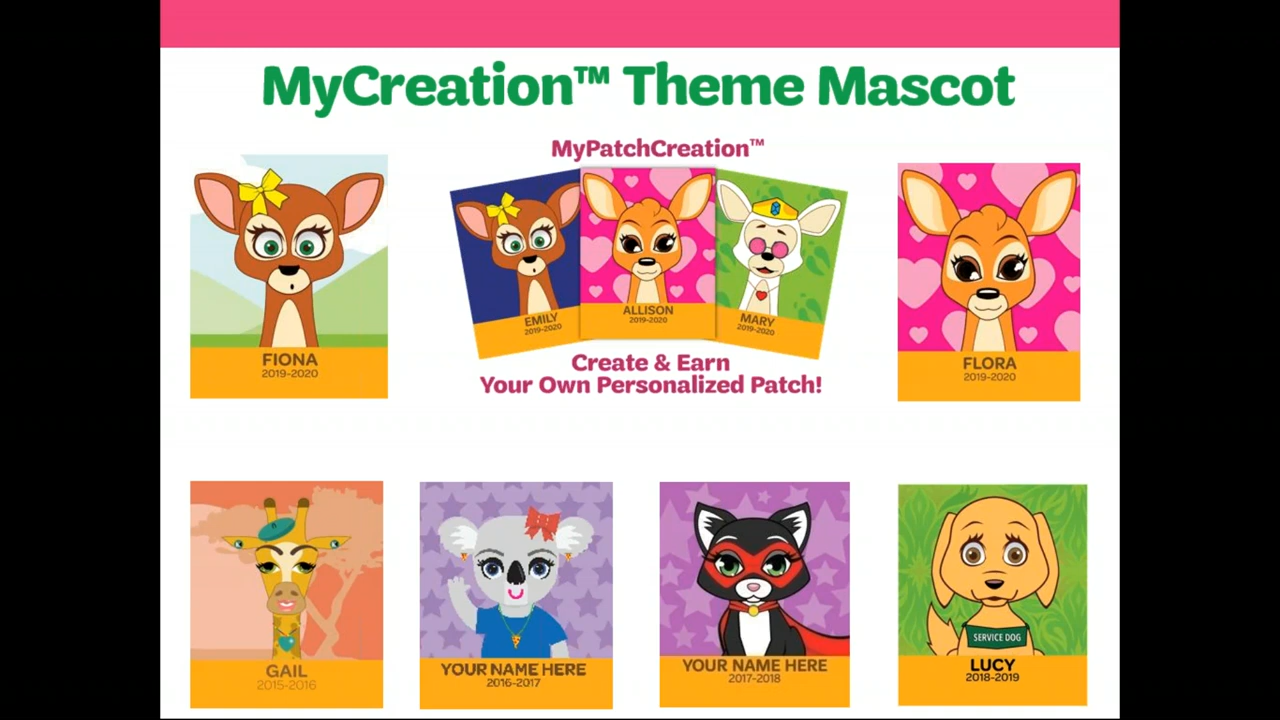 MyCreation™ Theme Mascot
MyPatchCreation™
FIONA
2019-2020
EMILY
2019-2020
ALLISON
2019-2020
MARY
2019-2020
FLORA
2019-2020
Create & Earn
Your Own Personalized Patch!
GAIL
2015-2016
YOUR NAME HERE
2016-2017
YOUR NAME HERE
2017-2018
SERVICE DOG
LUCY
2018-2019